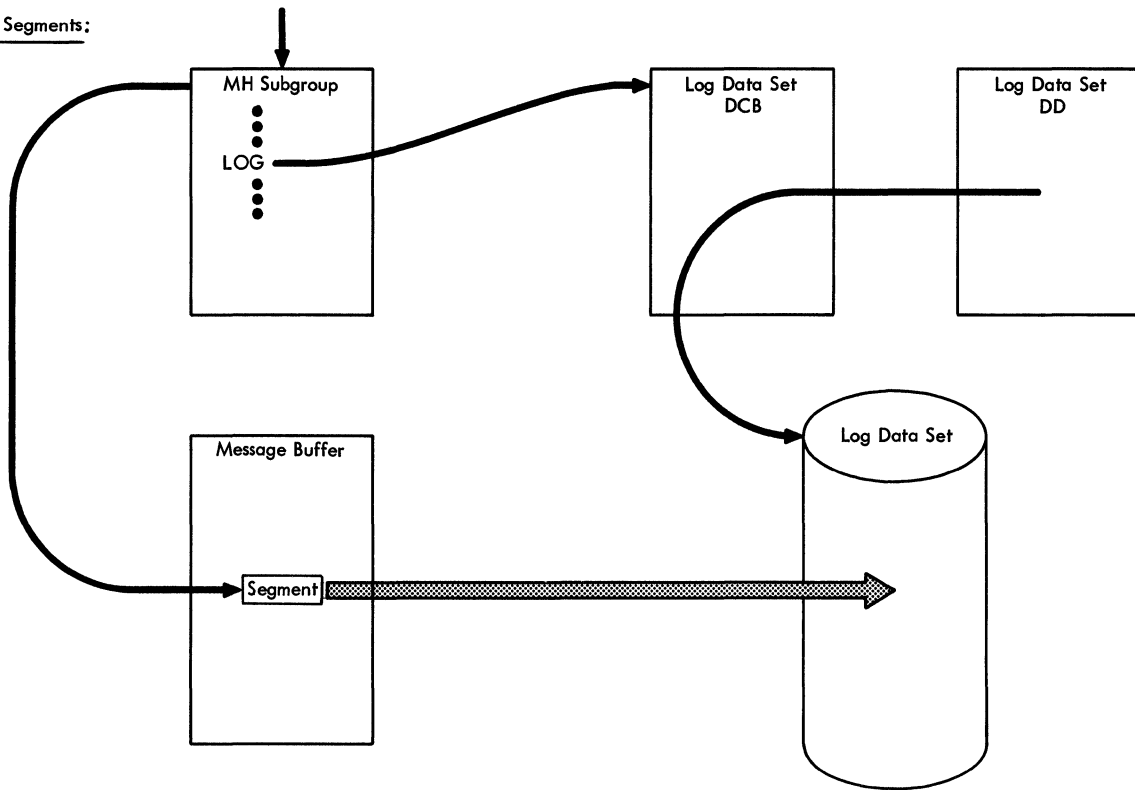 Segments:
MH Subgroup
LOG
Log Data Set
DCB
Log Data Set
DD
Message Buffer
Segment
Log Data Set